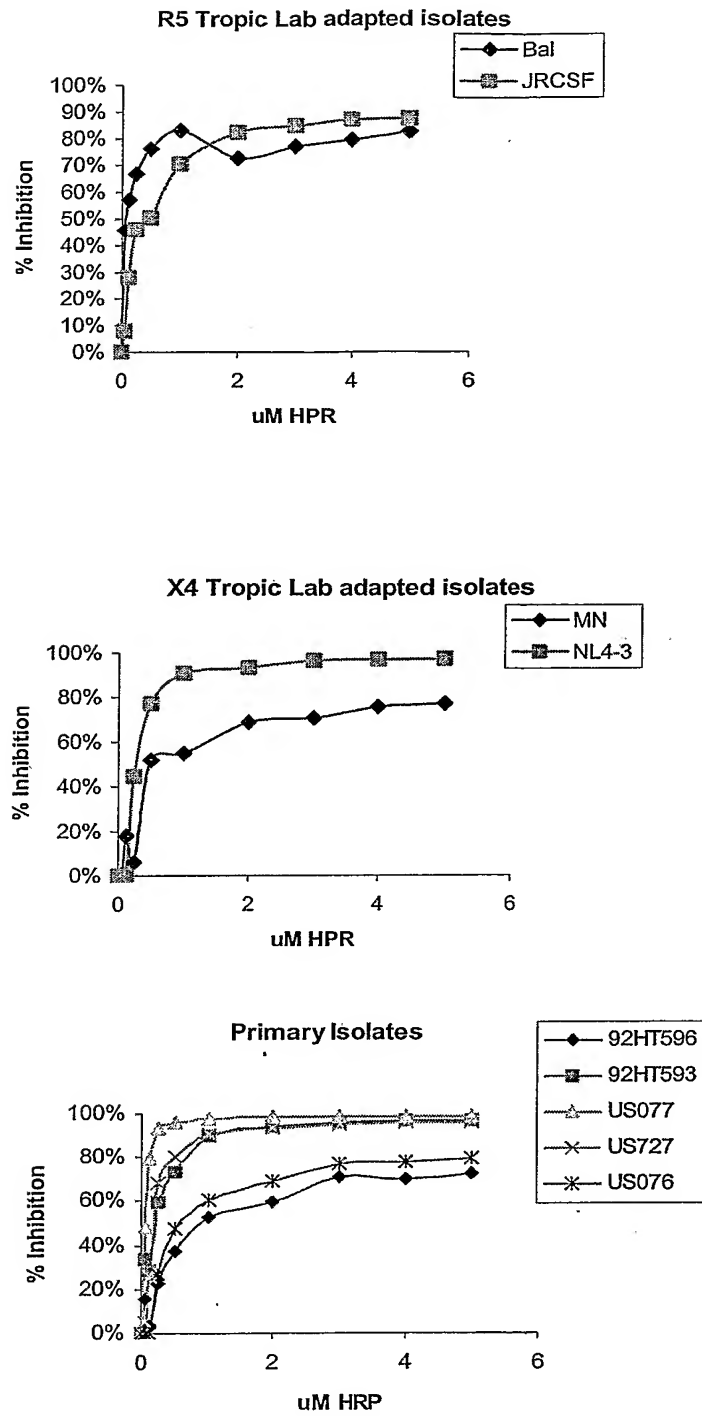 R5 Tropic Lab adapted isolates
Bal
JRCSF
100%
90%
80%
70%
60%
50%
40%
30%
20%
10%
0%
% Inhibition
0 2 4 6
uM HPR
X4 Tropic Lab adapted isolates
MN
NL4-3
100%
80%
60%
40%
20%
0%
% Inhibition
0 2 4 6
uM HPR
Primary Isolates
92HT596
92HT593
US077
US727
US076
100%
80%
60%
40%
20%
0%
% Inhibition
0 2 4 6
uM HRP